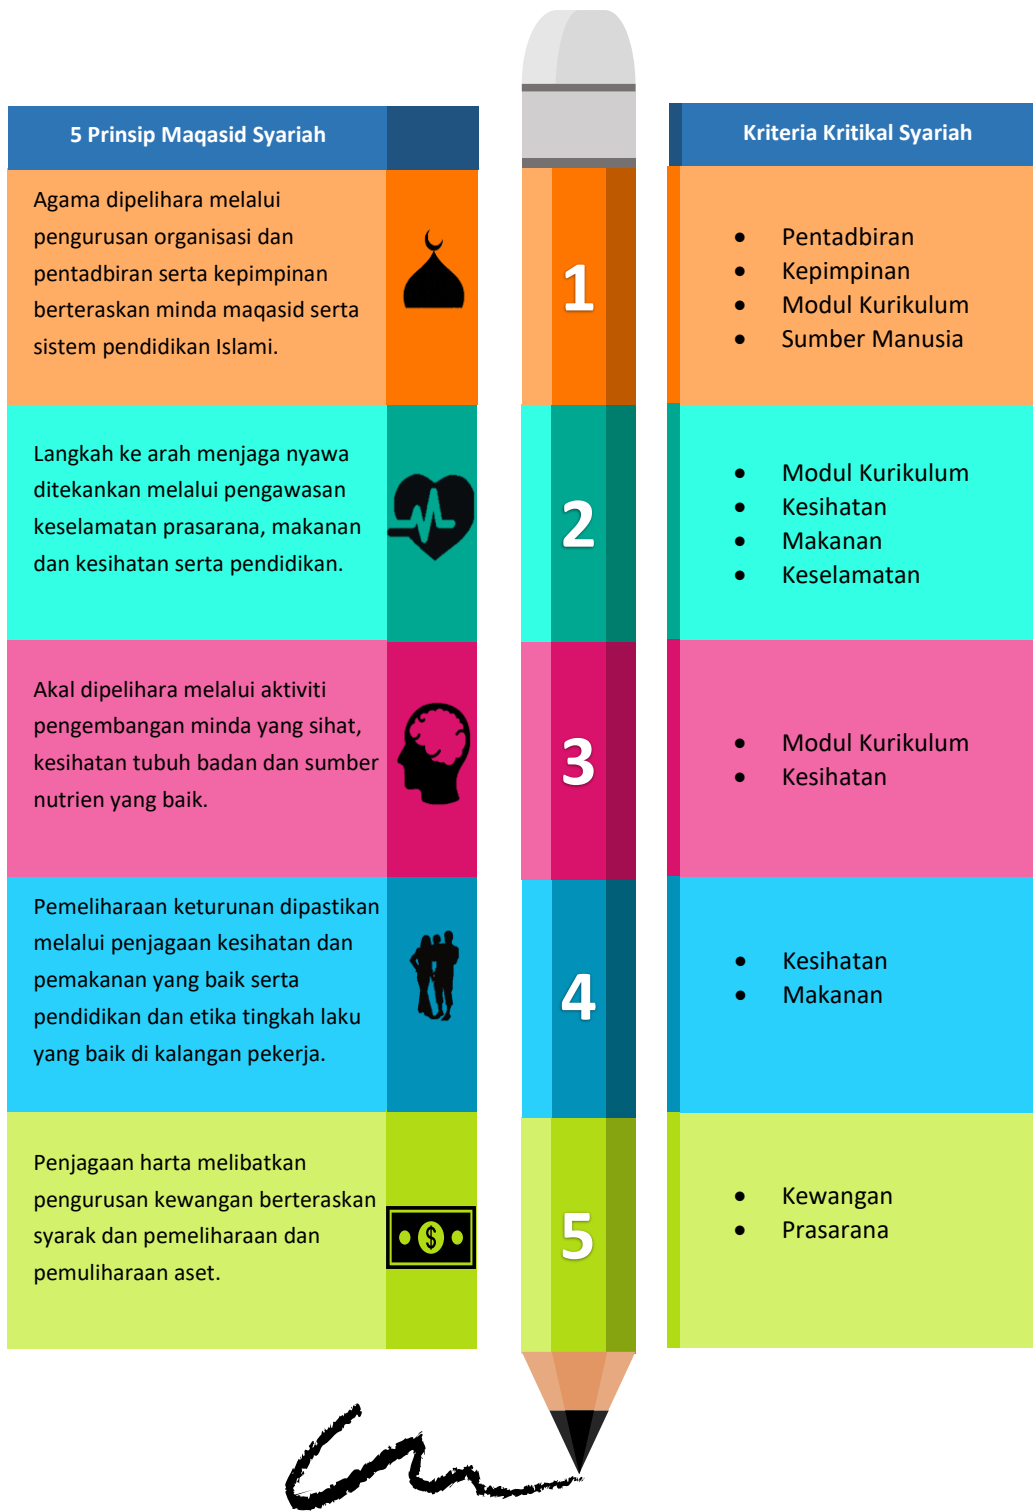 5 Prinsip Maqasid Syariah
Kriteria Kritikal Syariah
Agama dipelihara melalui
pengurusan organisasi dan
pentadbiran serta kepimpinan
berteraskan minda maqasid serta
sistem pendidikan Islami.
1
• Pentadbiran
• Kepimpinan
• Modul Kurikulum
• Sumber Manusia
Langkah ke arah menjaga nyawa
ditekankan melalui pengawasan
keselamatan prasarana, makanan
dan kesihatan serta pendidikan.
2
• Modul Kurikulum
• Kesihatan
• Makanan
• Keselamatan
Akal dipelihara melalui aktiviti
pengembangan minda yang sihat,
kesihatan tubuh badan dan sumber
nutrien yang baik.
3
• Modul Kurikulum
• Kesihatan
Pemeliharaan keturunan dipastikan
melalui penjagaan kesihatan dan
pemakanan yang baik serta
pendidikan dan etika tingkah laku
yang baik di kalangan pekerja.
4
• Kesihatan
• Makanan
Penjagaan harta melibatkan
pengurusan kewangan berteraskan
syarak dan pemeliharaan dan
pemuliharaan aset.
$
5
• Kewangan
• Prasarana